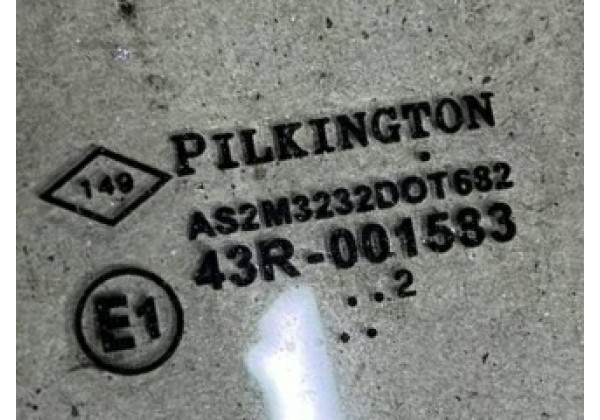 PILKINGTON
149
AS2M3232DOT682
43R-001583
E1
..2
..